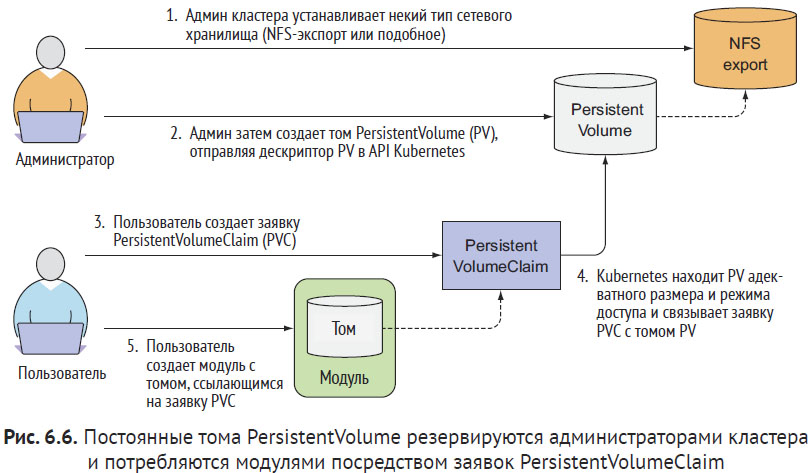 1. Админ кластера устанавливает некий тип сетевого
хранилища (NFS-экспорт или подобное)
NFS
export
Persistent
Volume
2. Админ затем создает том PersistentVolume (PV),
отправляя дескриптор PV в API Kubernetes
Администратор
3. Пользователь создает заявку
PersistentVolumeClaim (PVC)
Persistent
VolumeClaim
4. Kubernetes находит PV адек-
ватного размера и режима
доступа и связывает заявку
PVC с томом PV
Том
Модуль
5. Пользователь
создает модуль с
томом, ссылающимся
на заявку PVC
Пользователь
Рис. 6.6. Постоянные тома PersistentVolume резервируются администраторами кластера
и потребляются модулями посредством заявок PersistentVolumeClaim